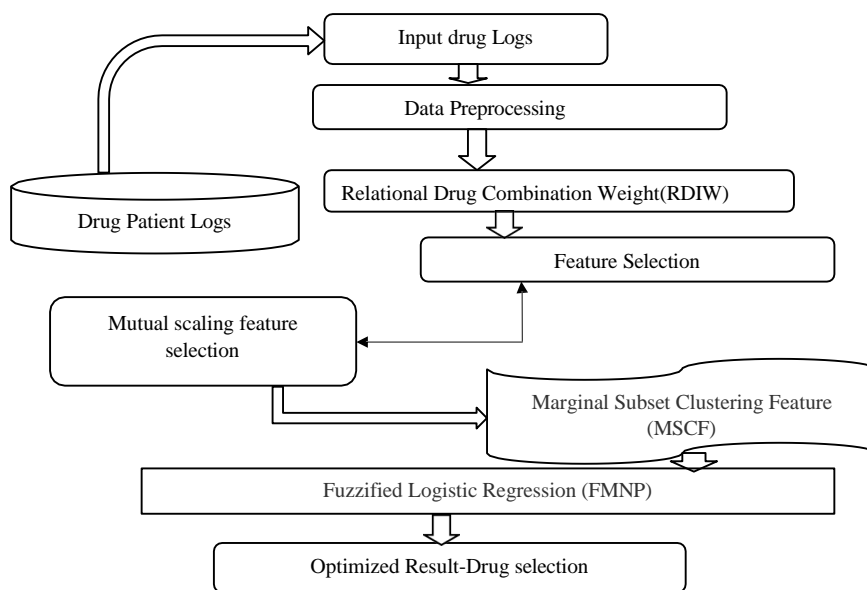 Input drug Logs
Data Preprocessing
Relational Drug Combination Weight(RDIW)
Drug Patient Logs
Feature Selection
Mutual scaling feature
selection
Marginal Subset Clustering Feature
(MSCF)
Fuzzified Logistic Regression (FMNP)
Optimized Result-Drug selection